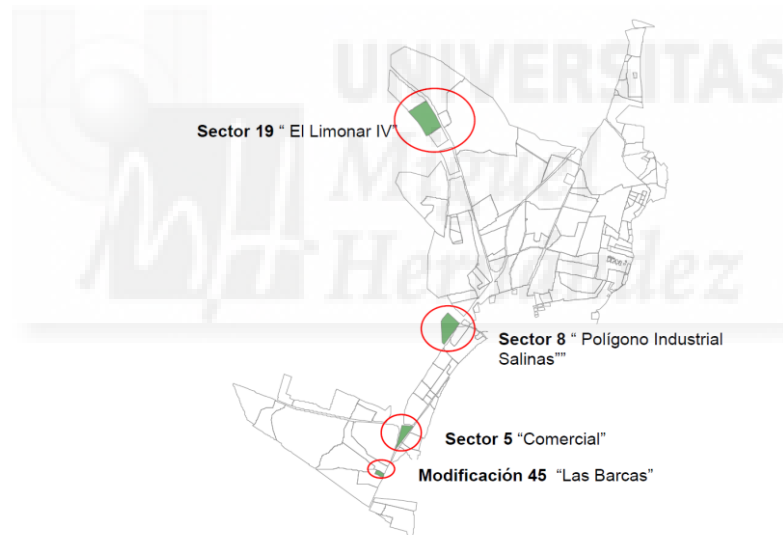 UNIVERSITAS
Miguel
Hernández
Sector 19 “ El Limonar IV”
Sector 8 “ Polígono Industrial
Salinas””
Sector 5 “Comercial”
Modificación 45 “Las Barcas”